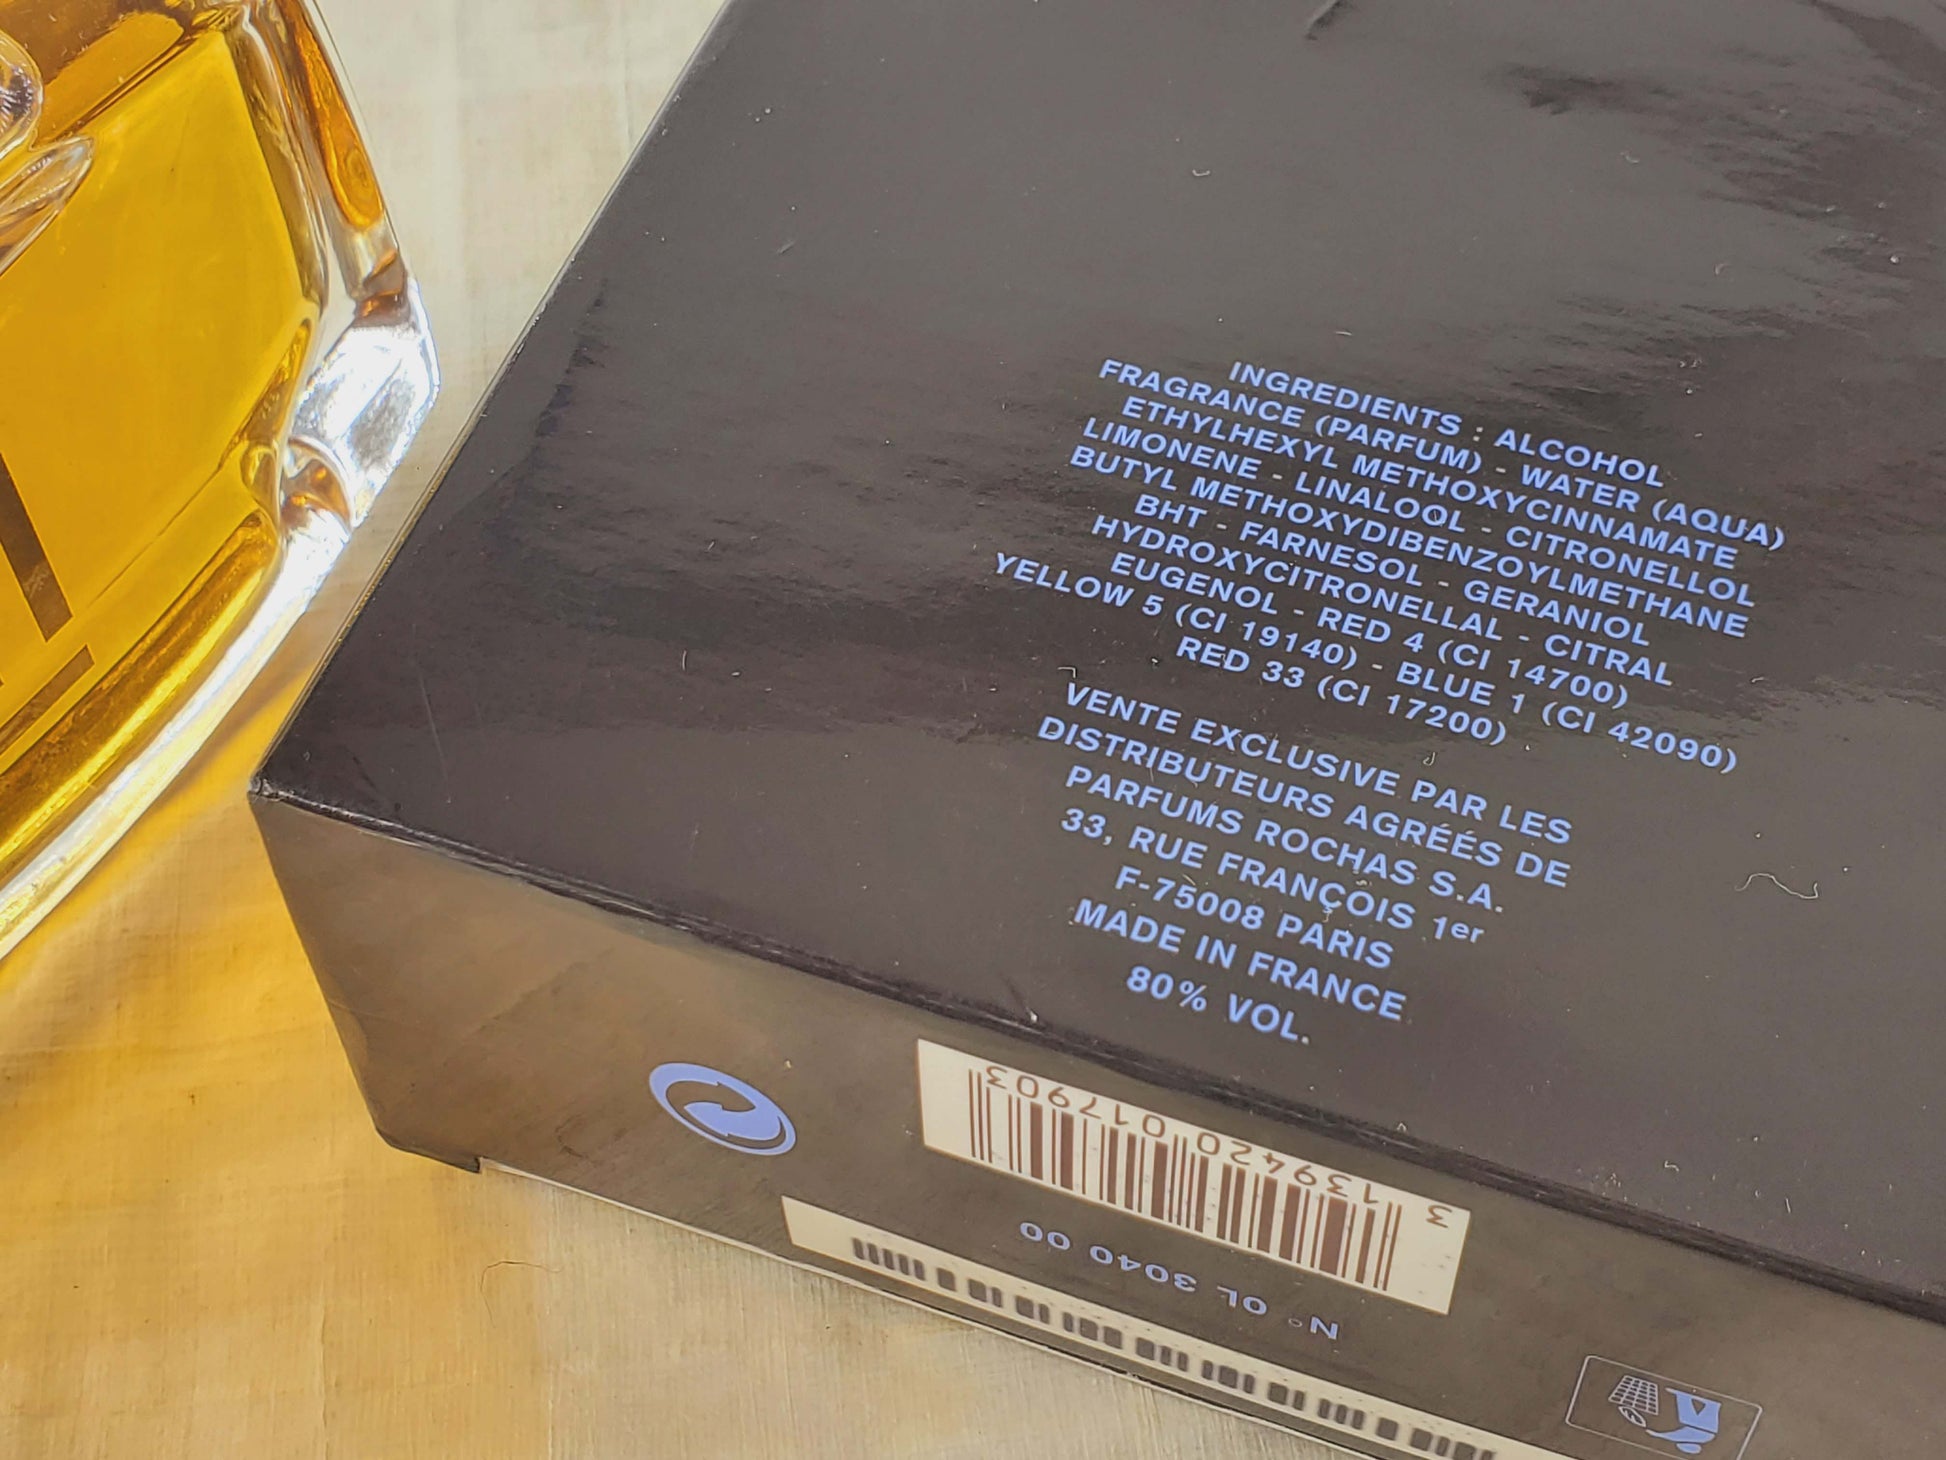 INGREDIENTS : ALCOHOL
FRAGRANCE (PARFUM) - WATER (AQUA)
ETHYLHEXYL METHOXYCINNAMATE
LIMONENE - LINALOOL - CITRONELLOL
BUTYL METHOXYDIBENZOYLMETHANE
BHT - FARNESOL - GERANIOL
HYDROXYCITRONELLAL - CITRAL
EUGENOL - RED 4 (CI 14700)
YELLOW 5 (CI 19140) - BLUE 1 (CI 42090)
RED 33 (CI 17200)
VENTE EXCLUSIVE PAR LES
DISTRIBUTEURS AGRÉÉS DE
PARFUMS ROCHAS S.A.
33, RUE FRANÇOIS 1er
F-75008 PARIS
MADE IN FRANCE
80% VOL.
3 139420 017903
N° OL 3040 00